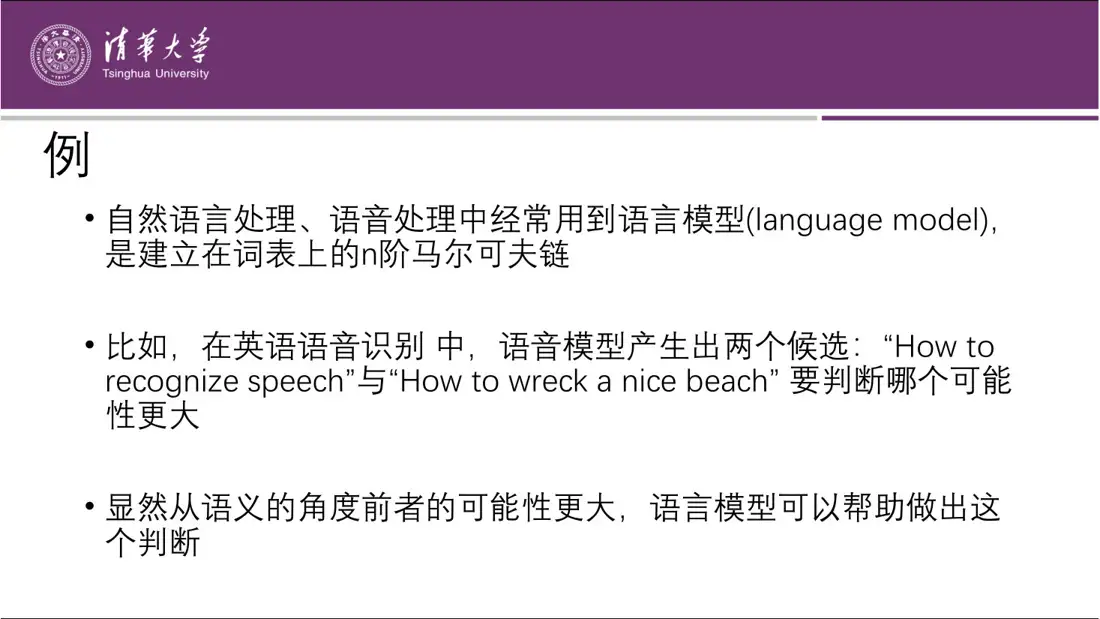 清华大学
Tsinghua University
例
• 自然语言处理、语音处理中经常用到语言模型(language model),
是建立在词表上的n阶马尔可夫链
• 比如，在英语语音识别 中，语音模型产生出两个候选：“How to
recognize speech”与“How to wreck a nice beach” 要判断哪个可能
性更大
• 显然从语义的角度前者的可能性更大，语言模型可以帮助做出这
个判断